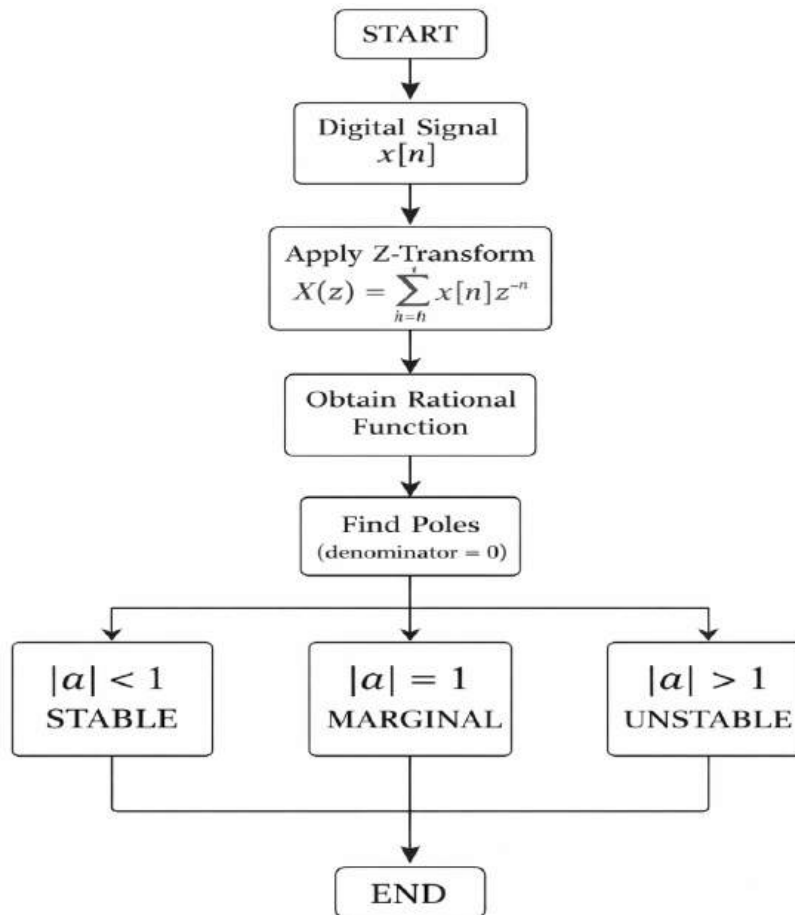 START
Digital Signal
x[n]
Apply Z-Transform
X(z) = ∑ x[n]z⁻ⁿ
Obtain Rational
Function
Find Poles
(denominator = 0)
|a| < 1
STABLE
|a| = 1
MARGINAL
|a| > 1
UNSTABLE
END